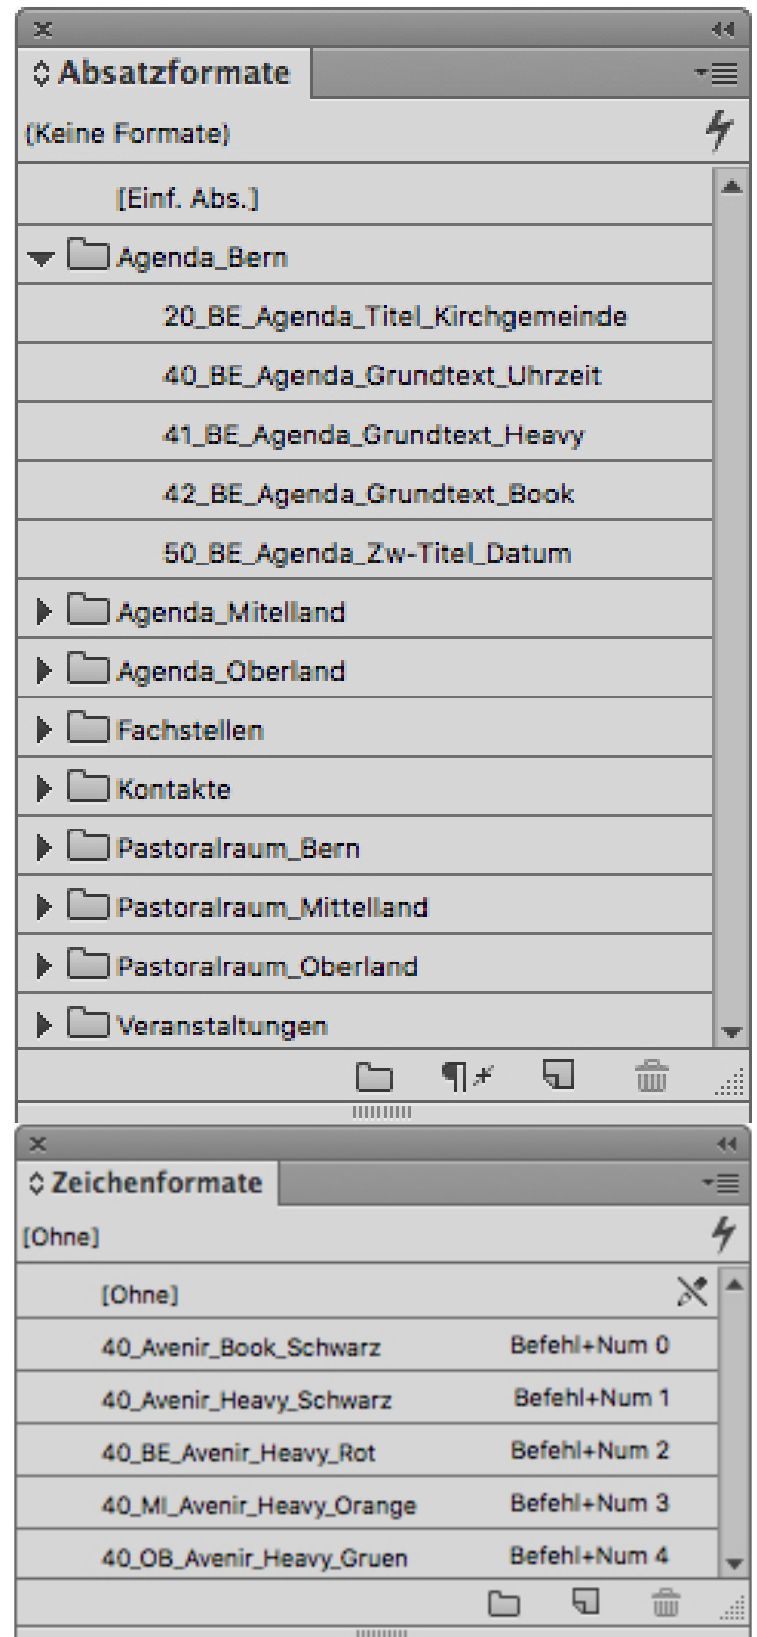 Absatzformate
(Keine Formate)
[Einf. Abs.]
Agenda_Bern
20_BE_Agenda_Titel_Kirchgemeinde
40_BE_Agenda_Grundtext_Uhrzeit
41_BE_Agenda_Grundtext_Heavy
42_BE_Agenda_Grundtext_Book
50_BE_Agenda_Zw-Titel_Datum
Agenda_Mitelland
Agenda_Oberland
Fachstellen
Kontakte
Pastoralraum_Bern
Pastoralraum_Mittelland
Pastoralraum_Oberland
Veranstaltungen
Zeichenformate
[Ohne]
[Ohne]
40_Avenir_Book_Schwarz Befehl+Num 0
40_Avenir_Heavy_Schwarz Befehl+Num 1
40_BE_Avenir_Heavy_Rot Befehl+Num 2
40_MI_Avenir_Heavy_Orange Befehl+Num 3
40_OB_Avenir_Heavy_Gruen Befehl+Num 4